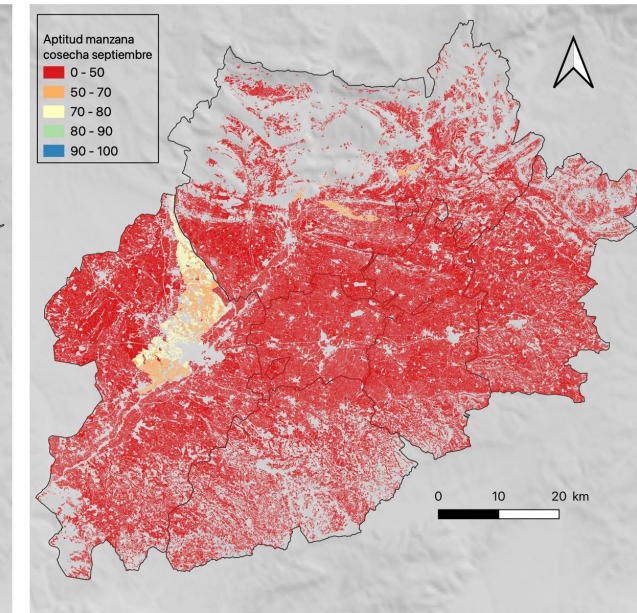 Aptitud manzana
cosecha septiembre
0 - 50
50 - 70
70 - 80
80 - 90
90 - 100
0 10 20 km